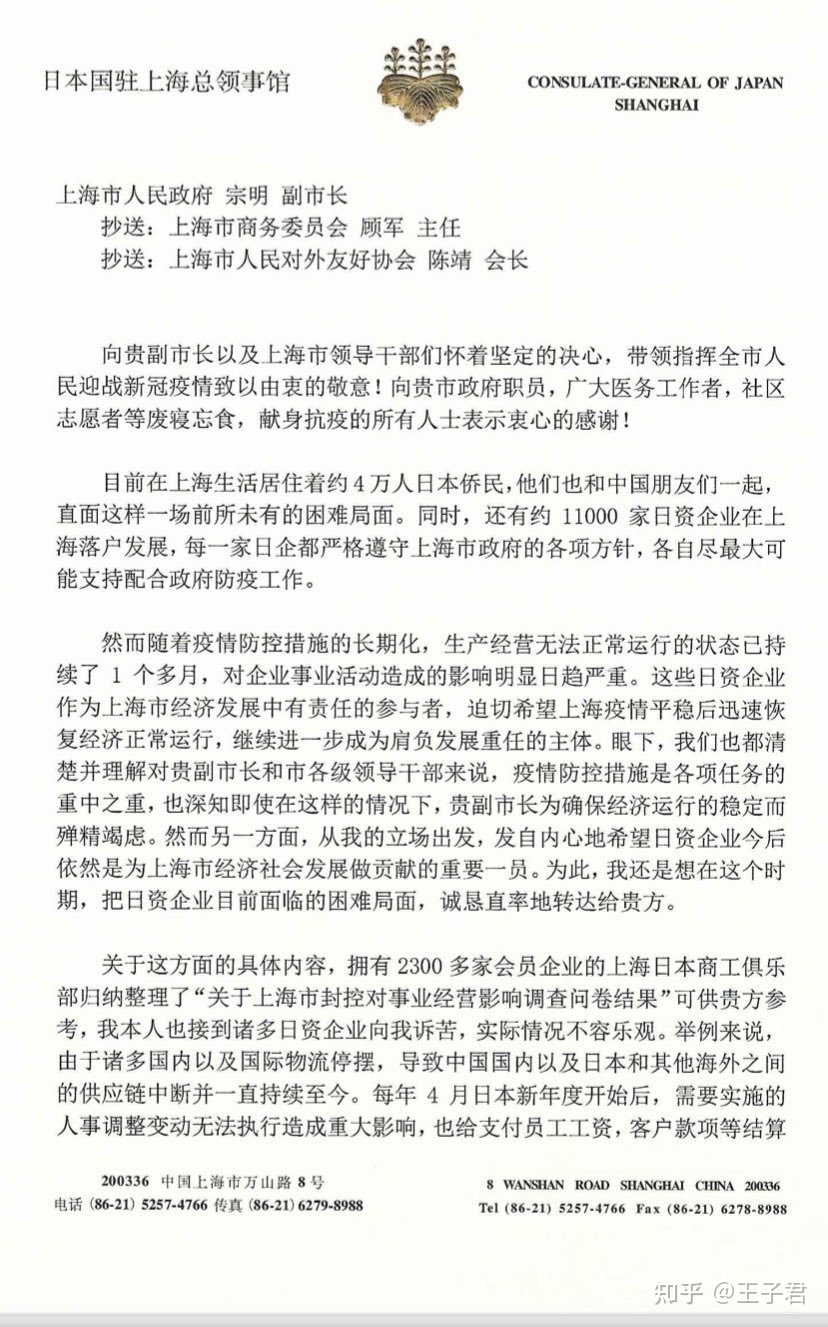 日本国驻上海总领事馆
CONSULATE-GENERAL OF JAPAN
SHANGHAI
上海市人民政府 宗明 副市长
抄送：上海市商务委员会 顾军 主任
抄送：上海市人民对外友好协会 陈靖 会长
向贵副市长以及上海市领导干部们怀着坚定的决心，带领指挥全市人
民迎战新冠疫情致以由衷的敬意！向贵市政府职员，广大医务工作者，社区
志愿者等废寝忘食，献身抗疫的所有人士表示衷心的感谢！
目前在上海生活居住着约 4 万人日本侨民，他们也和中国朋友们一起，
直面这样一场前所未有的困难局面。同时，还有约 11000 家日资企业在上
海落户发展，每一家日企都严格遵守上海市政府的各项方针，各自尽最大可
能支持配合政府防疫工作。
然而随着疫情防控措施的长期化，生产经营无法正常运行的状态已持
续了 1 个多月，对企业事业活动造成的影响明显日趋严重。这些日资企业
作为上海市经济发展中有责任的参与者，迫切希望上海疫情平稳后迅速恢
复经济正常运行，继续进一步成为肩负发展重任的主体。眼下，我们也都清
楚并理解对贵副市长和市各级领导干部来说，疫情防控措施是各项任务的
重中之重，也深知即使在这样的情况下，贵副市长为确保经济运行的稳定而
殚精竭虑。然而另一方面，从我的立场出发，发自内心地希望日资企业今后
依然是为上海市经济社会发展做贡献的重要一员。为此，我还是想在这个时
期，把日资企业目前面临的困难局面，诚恳直率地转达给贵方。
关于这方面的具体内容，拥有 2300 多家会员企业的上海日本商工俱乐
部归纳整理了“关于上海市封控对事业经营影响调查问卷结果”可供贵方参
考，我本人也接到诸多日资企业向我诉苦，实际情况不容乐观。举例来说，
由于诸多国内以及国际物流停摆，导致中国国内以及日本和其他海外之间
的供应链中断并一直持续至今。每年 4 月日本新年度开始后，需要实施的
人事调整变动无法执行造成重大影响，也给支付员工工资，客户款项等结算
200336 中国上海市万山路 8 号
电话 (86-21) 5257-4766 传真 (86-21) 6279-8988
8 WANSHAN ROAD SHANGHAI CHINA 200336
Tel (86-21) 5257-4766 Fax (86-21) 6278-8988
知乎 @王子君